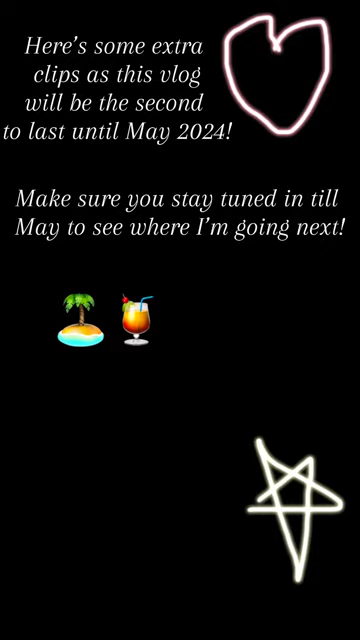 Here's some extra
clips as this vlog
will be the second
to last until May 2024!
Make sure you stay tuned in till
May to see where I'm going next!